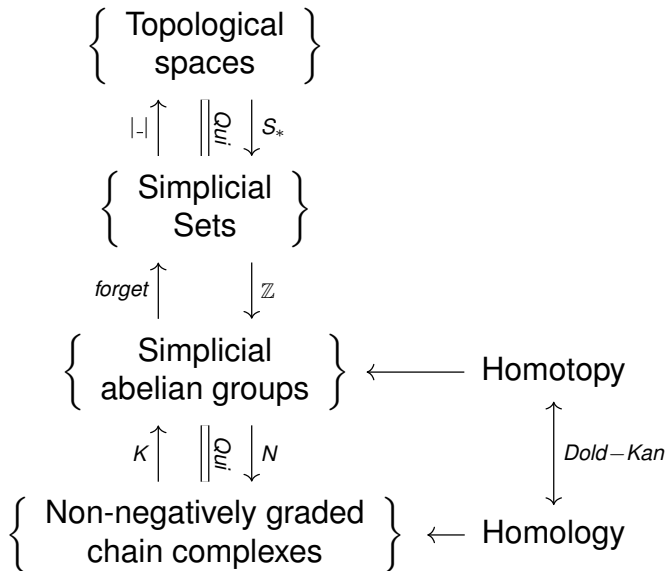 { Topological spaces }
|-| Qui S*
{ Simplicial Sets }
forget ℤ
{ Simplicial abelian groups } Homotopy
K Qui N Dold−Kan
{ Non-negatively graded chain complexes } Homology